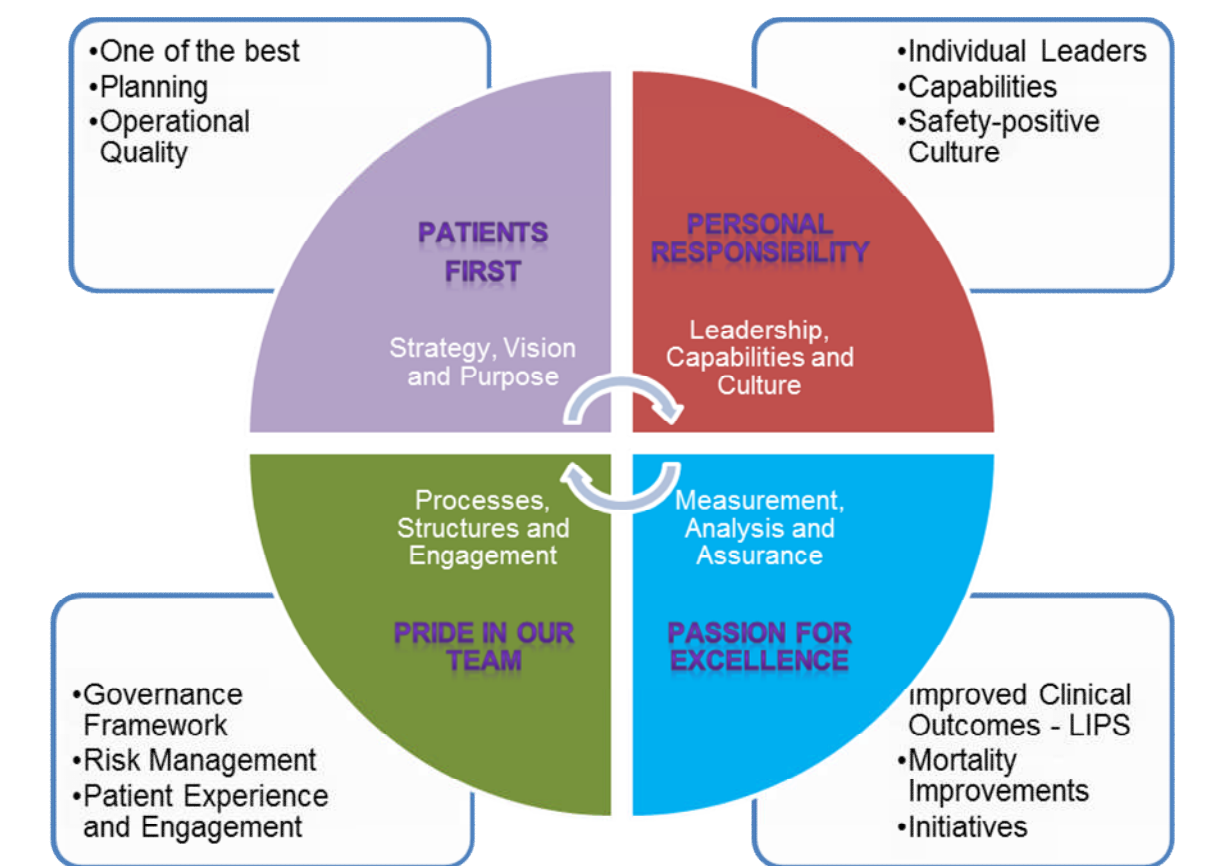 •One of the best
•Planning
•Operational
Quality
•Individual Leaders
•Capabilities
•Safety-positive
Culture
PATIENTS
FIRST
Strategy, Vision
and Purpose
PERSONAL
RESPONSIBILITY
Leadership,
Capabilities and
Culture
Processes,
Structures and
Engagement
PRIDE IN OUR
TEAM
Measurement,
Analysis and
Assurance
PASSION FOR
EXCELLENCE
•Governance
Framework
•Risk Management
•Patient Experience
and Engagement
•Improved Clinical
Outcomes - LIPS
•Mortality
Improvements
•Initiatives